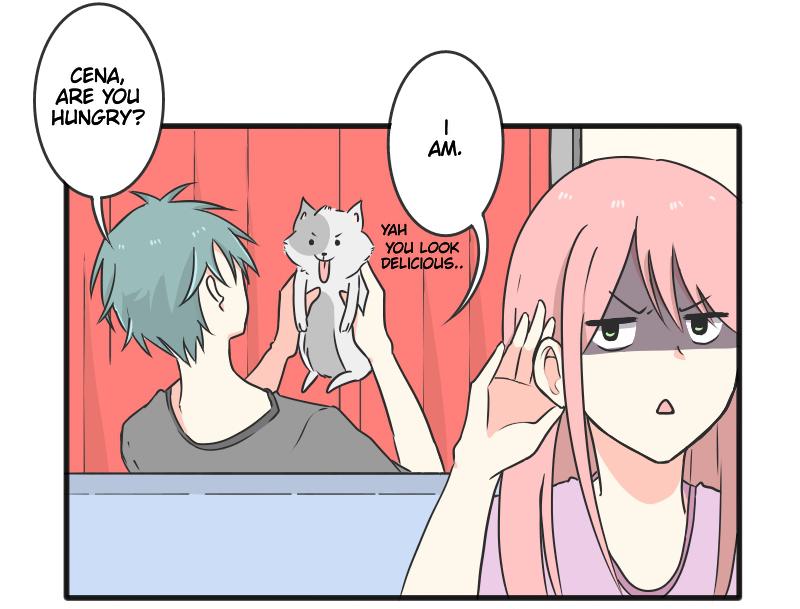 CENA,
ARE YOU
HUNGRY?
I
AM.
YAH
YOU LOOK
DELICIOUS..